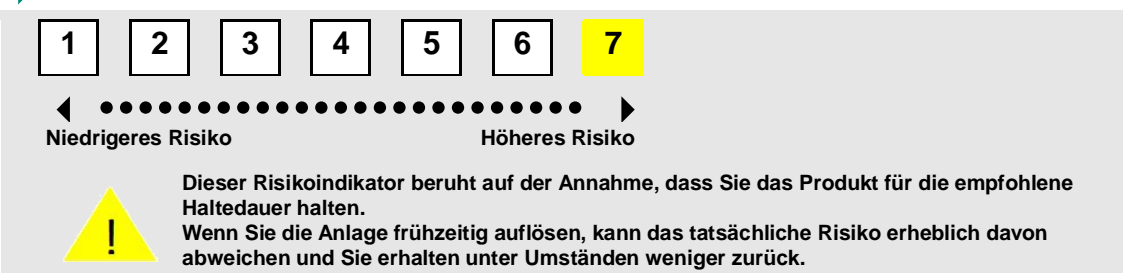 1 2 3 4 5 6 7
Niedrigeres Risiko Höheres Risiko
Dieser Risikoindikator beruht auf der Annahme, dass Sie das Produkt für die empfohlene
Haltedauer halten.
Wenn Sie die Anlage frühzeitig auflösen, kann das tatsächliche Risiko erheblich davon
abweichen und Sie erhalten unter Umständen weniger zurück.
!